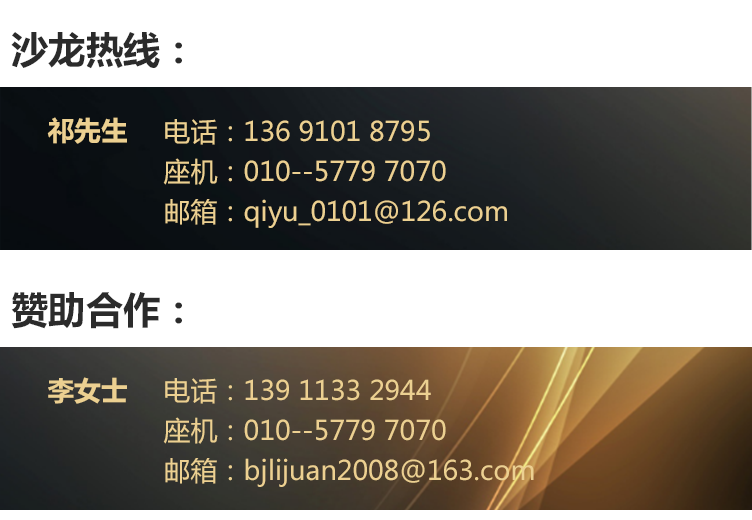 沙龙热线：
祁先生 电话：136 9101 8795
座机：010--5779 7070
邮箱：qiyu_0101@126.com
赞助合作：
李女士 电话：139 1133 2944
座机：010--5779 7070
邮箱：bjlijuan2008@163.com